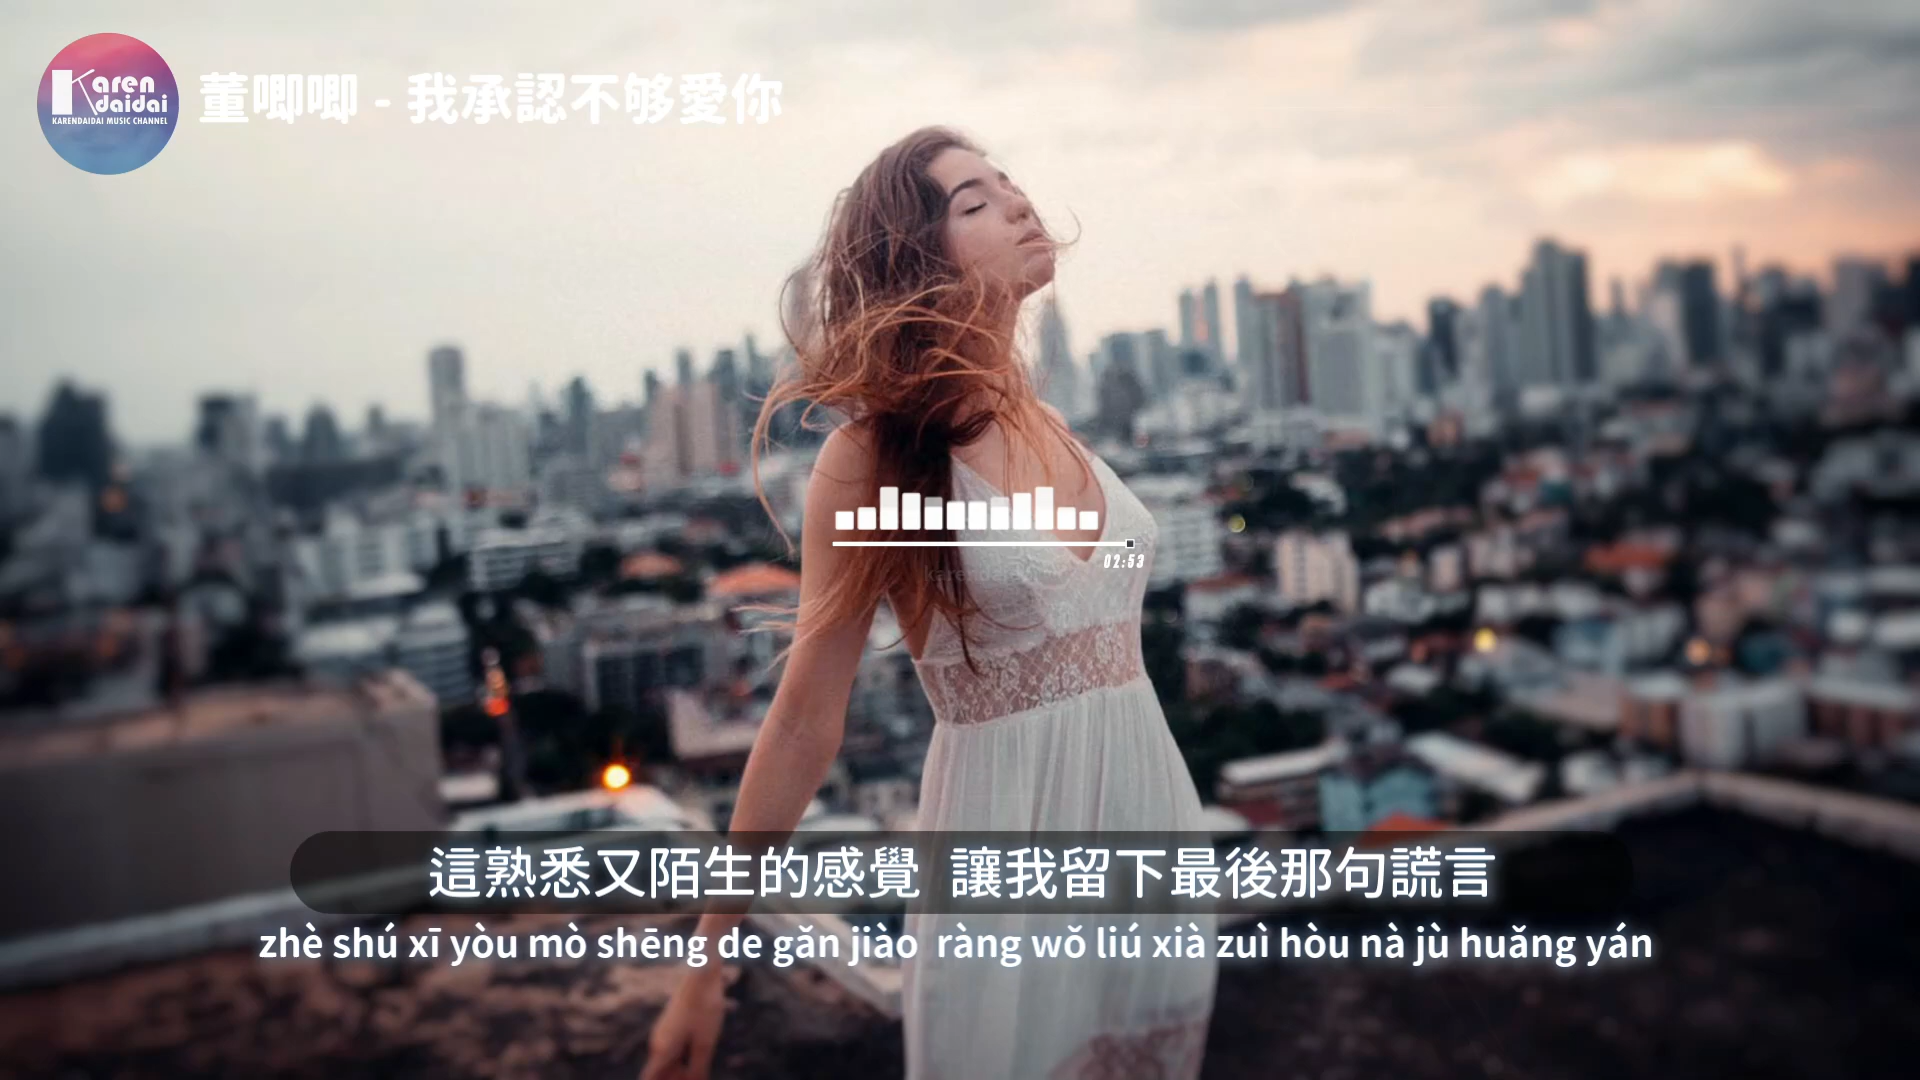 Karen
daidai
KARENDAIDAI MUSIC CHANNEL
董唧唧 - 我承認不够愛你
02:53
這熟悉又陌生的感覺 讓我留下最後那句謊言
zhè shú xī yòu mò shēng de gǎn jiào ràng wǒ liú xià zuì hòu nà jù huǎng yán